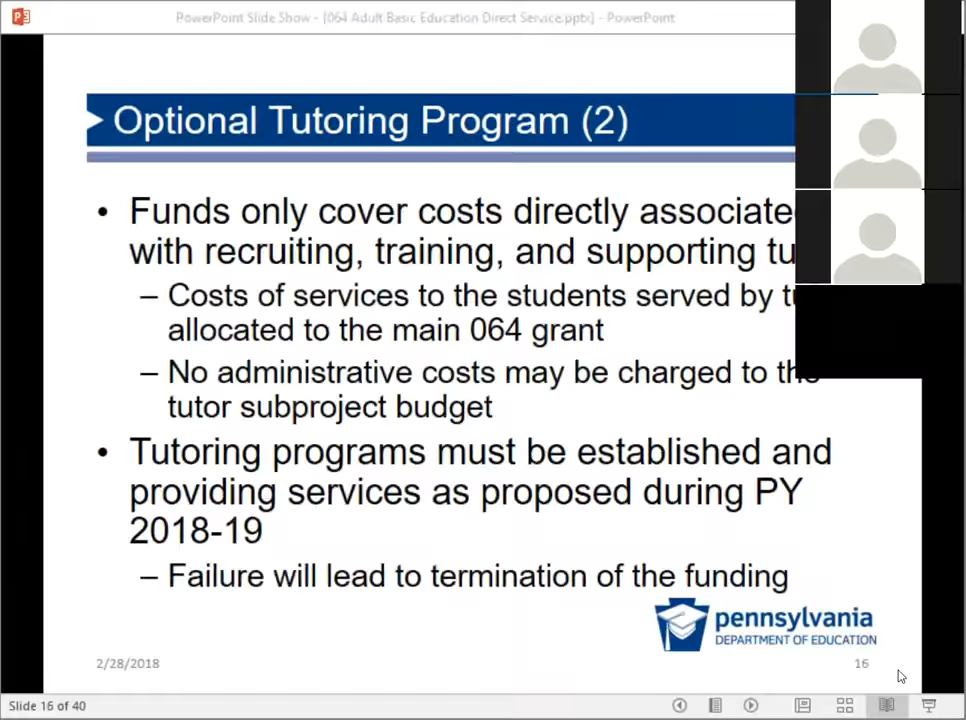 PowerPoint Slide Show - [064 Adult Basic Education Direct Service.pptx] - PowerPoint
Optional Tutoring Program (2)
• Funds only cover costs directly
with recruiting, training, and supporting
– Costs of services to the students served by
allocated to the main 064 grant
– No administrative costs may be charged to the
tutor subproject budget
• Tutoring programs must be established and
providing services as proposed during PY
2018-19
– Failure will lead to termination of the funding
pennsylvania
DEPARTMENT OF EDUCATION
2/28/2018
16
Slide 16 of 40